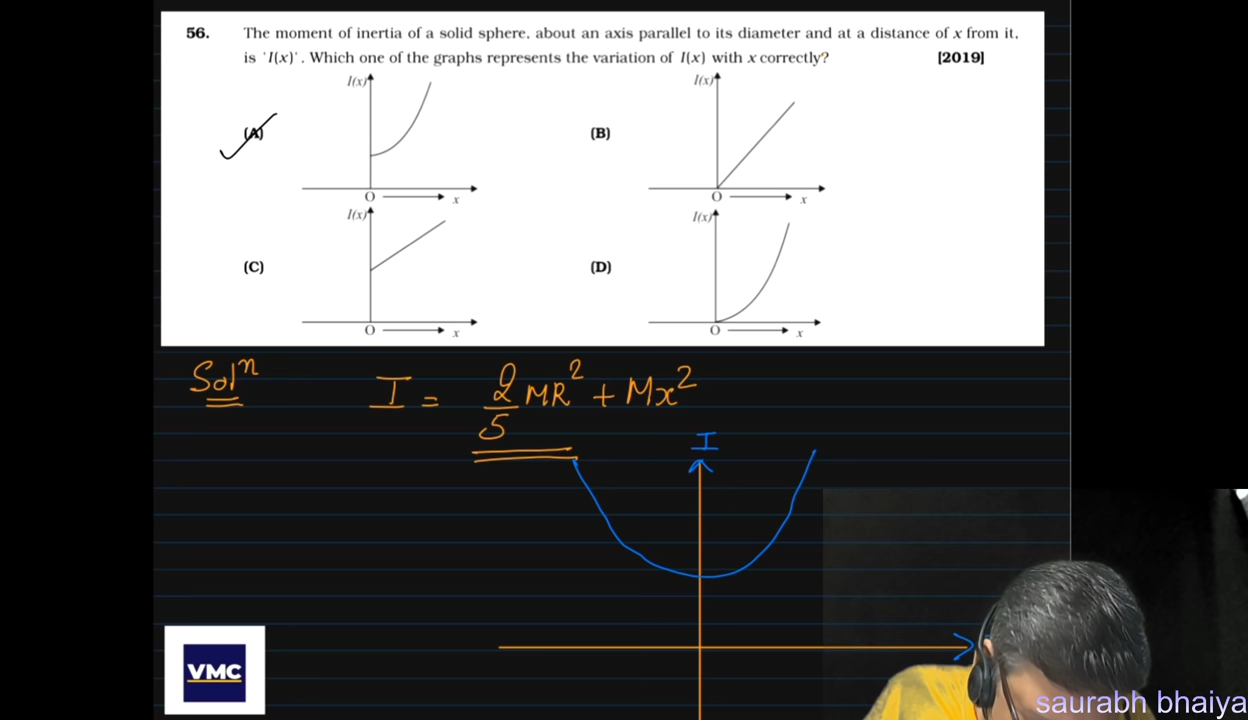 56. The moment of inertia of a solid sphere, about an axis parallel to its diameter and at a distance of x from it,
is 'I(x)'. Which one of the graphs represents the variation of I(x) with x correctly? [2019]
I(x) I(x)
(A) (B)
O x O x
I(x) I(x)
(C) (D)
O x O x
Solⁿ I = 2/5 MR² + Mx²
I
VMC
saurabh bhaiya